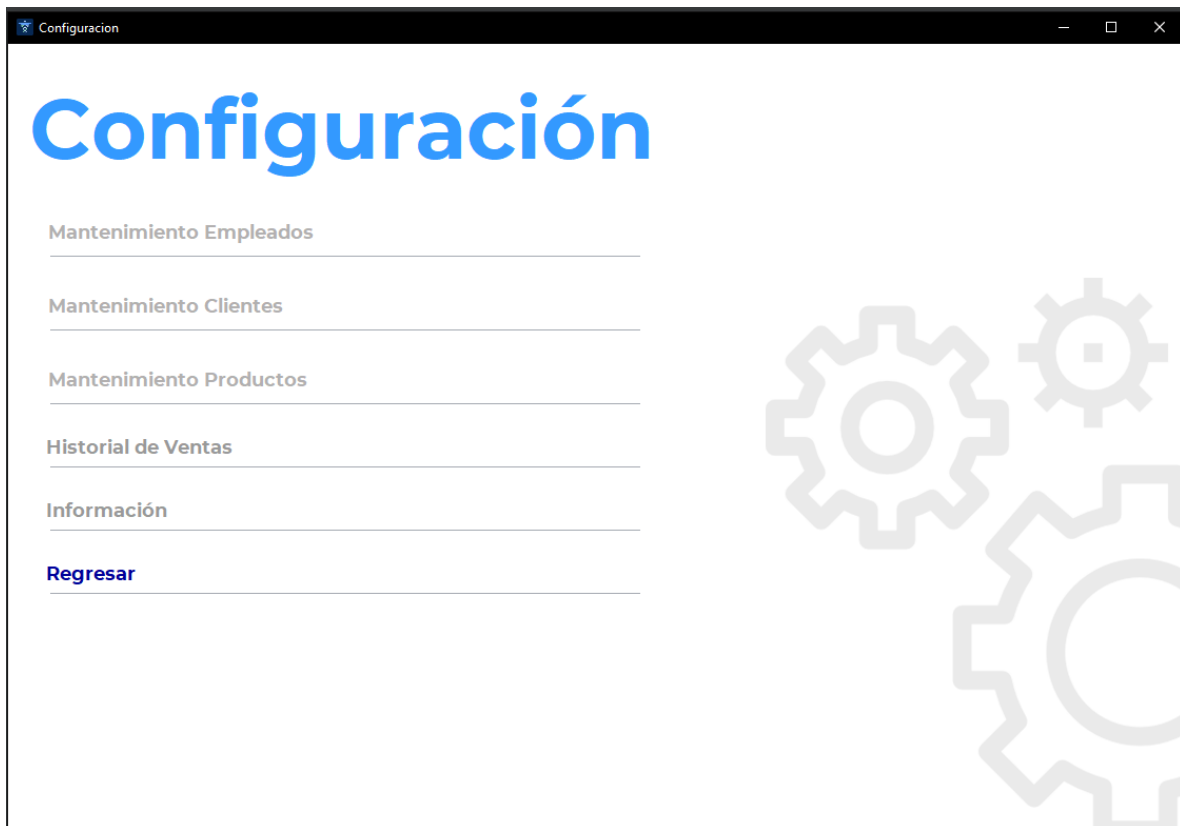 Configuracion
Configuración
Mantenimiento Empleados
Mantenimiento Clientes
Mantenimiento Productos
Historial de Ventas
Información
Regresar